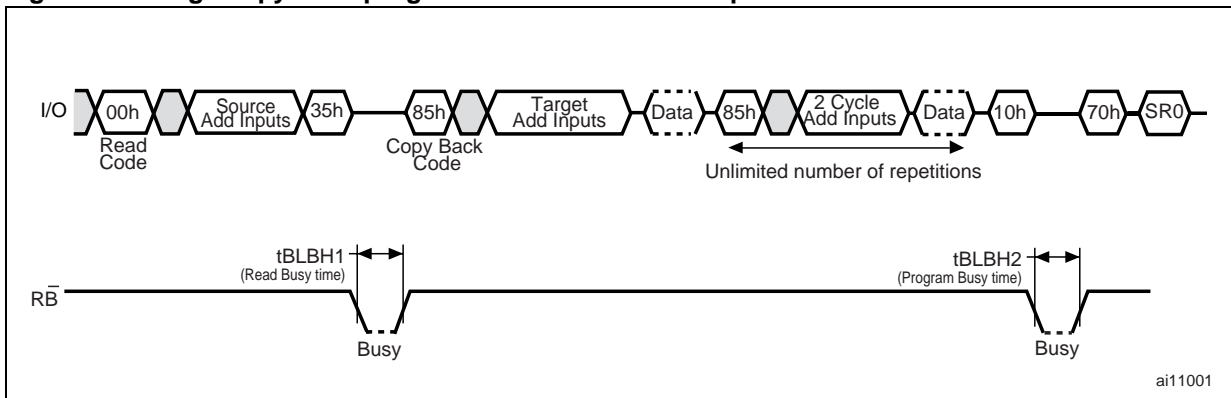 I/O 00h Source Add Inputs 35h 85h Target Add Inputs Data 85h 2 Cycle Add Inputs Data 10h 70h SR0
Read Code
Copy Back Code
Unlimited number of repetitions
tBLBH1
(Read Busy time)
tBLBH2
(Program Busy time)
RB
Busy
Busy
ai11001